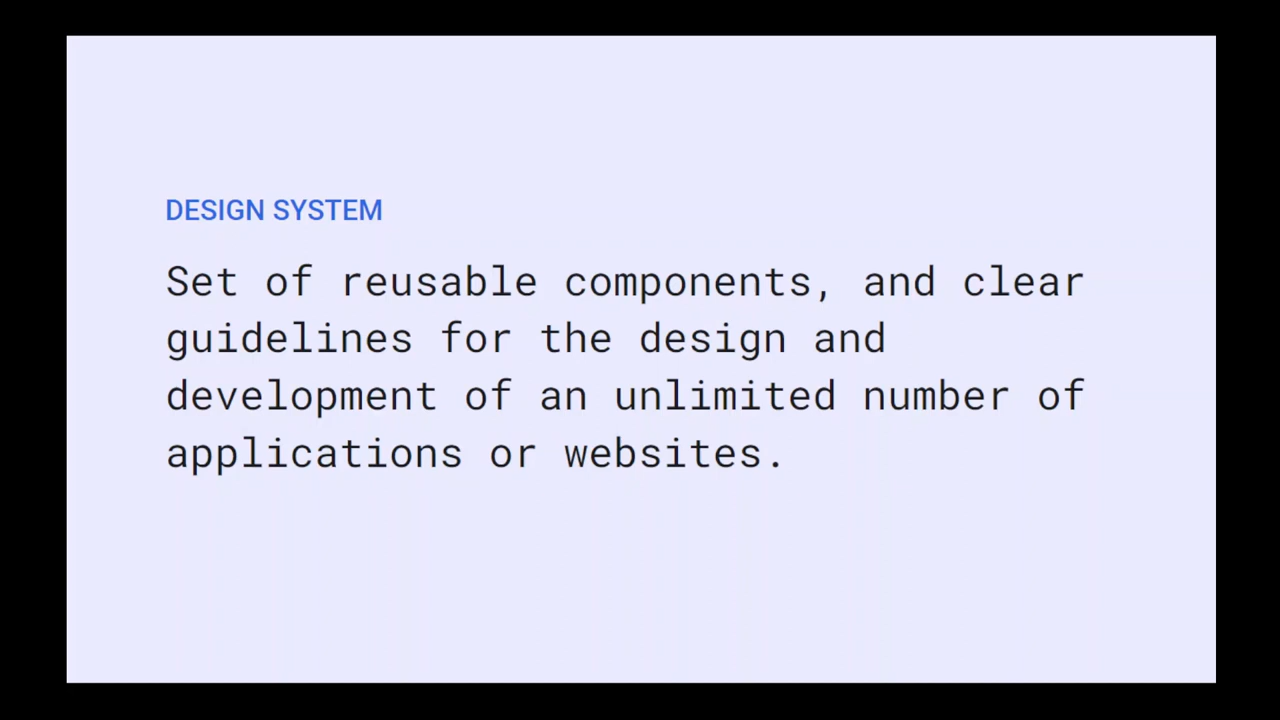 DESIGN SYSTEM
Set of reusable components, and clear
guidelines for the design and
development of an unlimited number of
applications or websites.